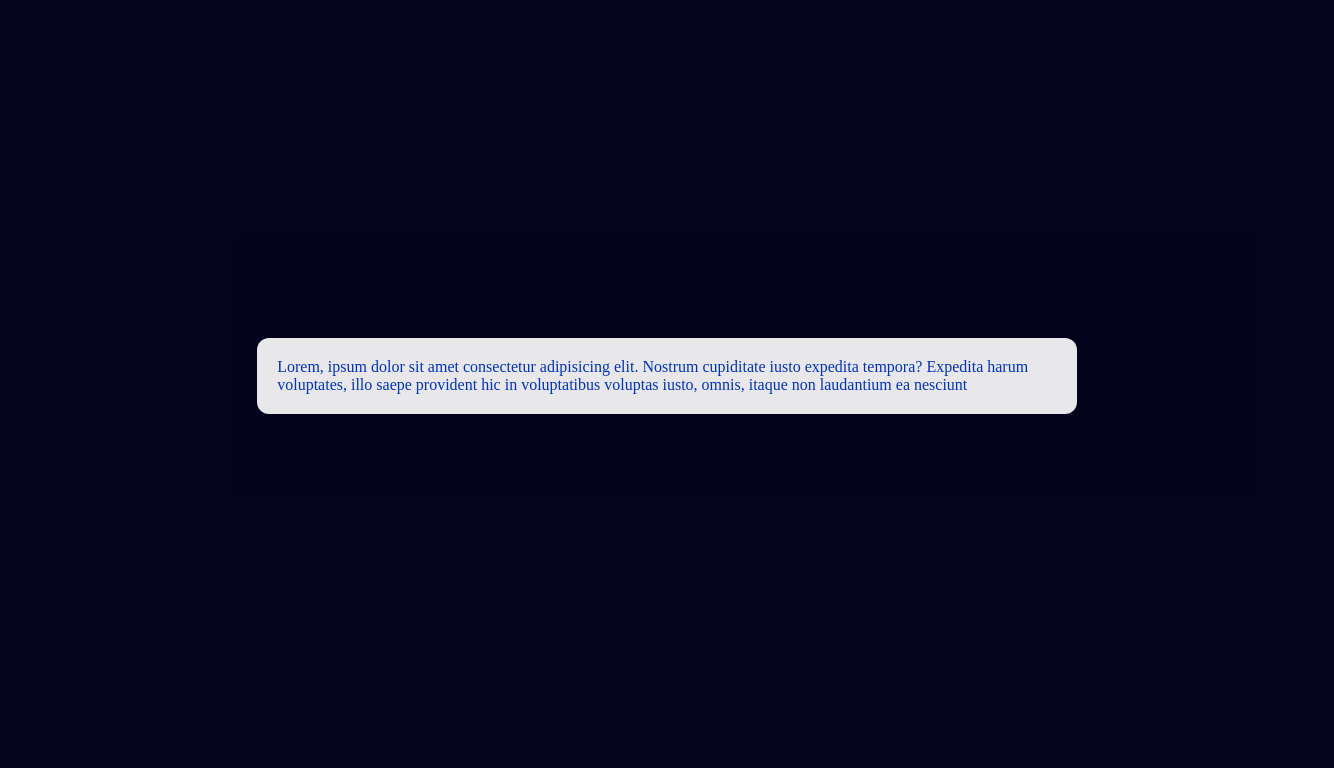 Lorem, ipsum dolor sit amet consectetur adipisicing elit. Nostrum cupiditate iusto expedita tempora? Expedita harum
voluptates, illo saepe provident hic in voluptatibus voluptas iusto, omnis, itaque non laudantium ea nesciunt